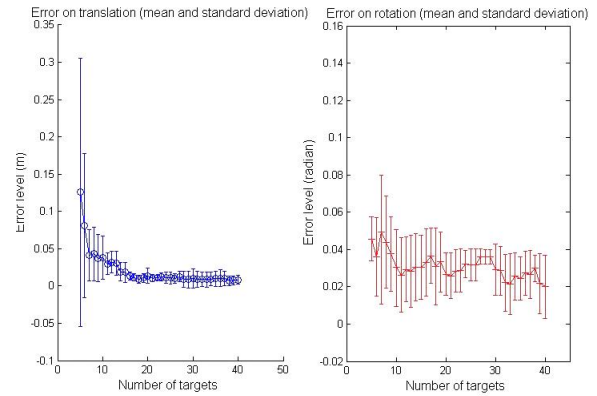 Error on translation (mean and standard deviation)
0.35
0.3
0.25
0.2
0.15
0.1
0.05
0
-0.05
-0.1
0 10 20 30 40 50
Error level (m)
Number of targets
Error on rotation (mean and standard deviation)
0.16
0.14
0.12
0.1
0.08
0.06
0.04
0.02
0
-0.02
0 10 20 30 40
Error level (radian)
Number of targets